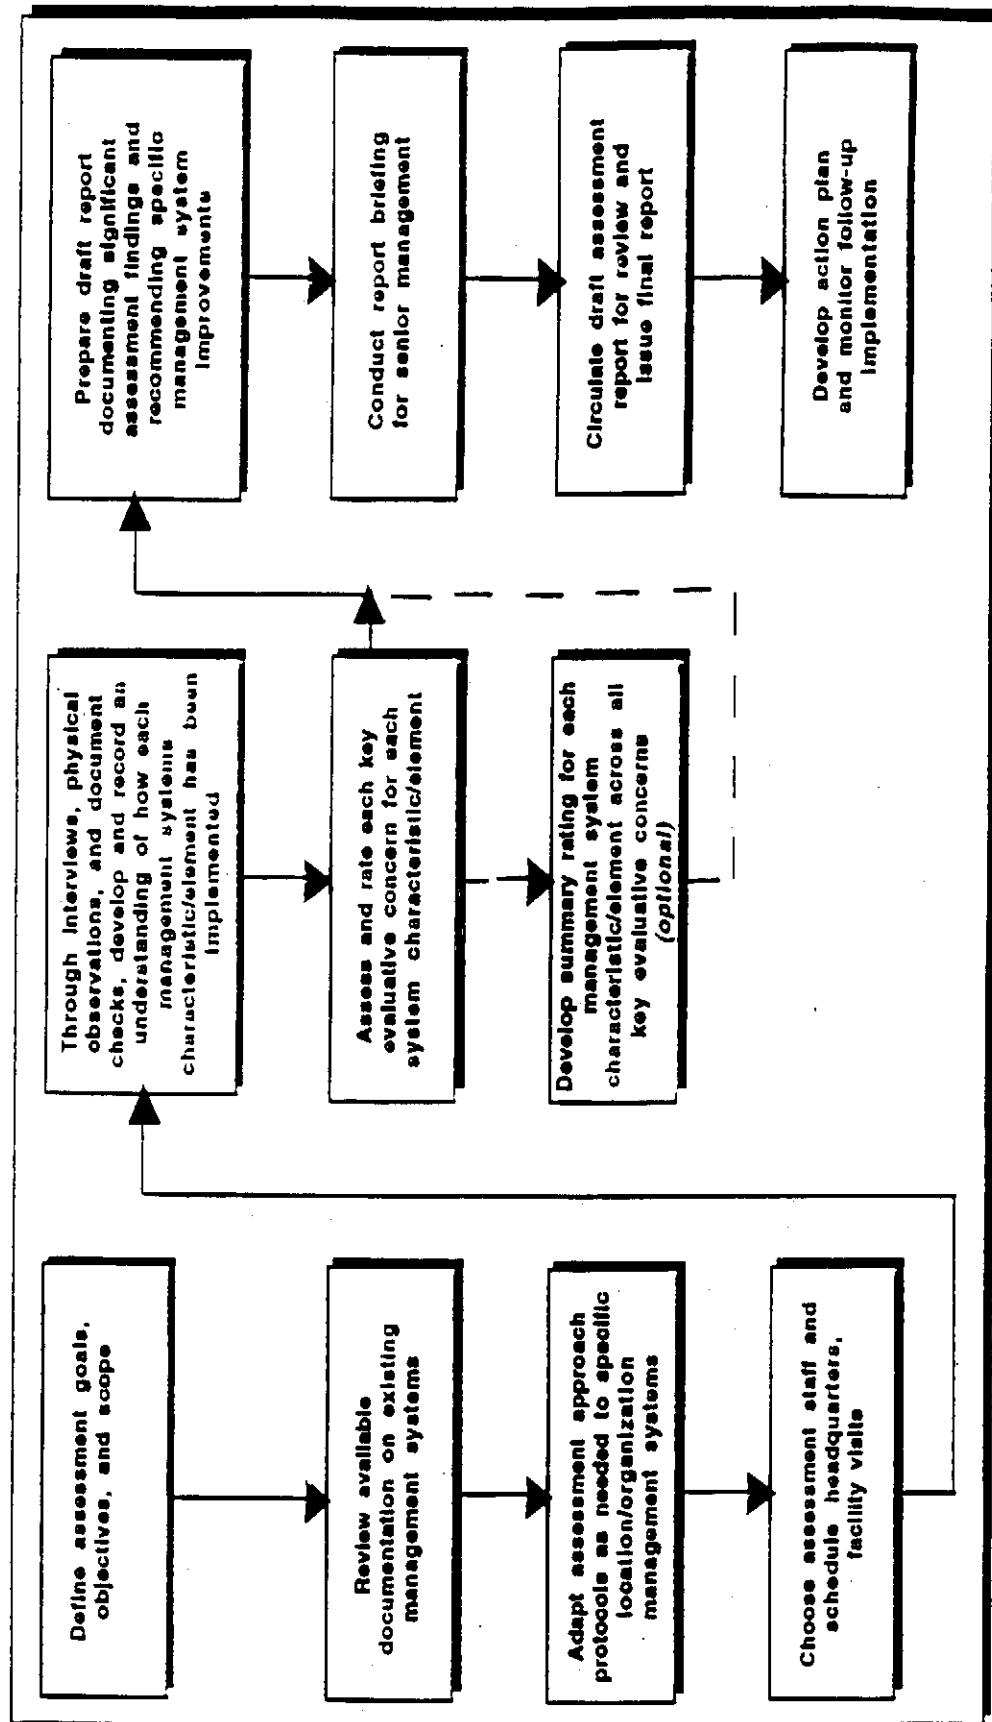 Define assessment goals,
objectives, and scope
Review available
documentation on existing
management systems
Adapt assessment approach
protocols as needed to specific
location/organization
management systems
Choose assessment staff and
schedule headquarters,
facility visits
Through interviews, physical
observations, and document
checks, develop and record an
understanding of how each
management systems
characteristic/element has been
implemented
Assess and rate each key
evaluative concern for each
system characteristic/element
Develop summary rating for each
management system
characteristic/element across all
key evaluative concerns
(optional)
Prepare draft report
documenting significant
assessment findings and
recommending specific
management system
improvements
Conduct report briefing
for senior management
Circulate draft assessment
report for review and
issue final report
Develop action plan
and monitor follow-up
implementation